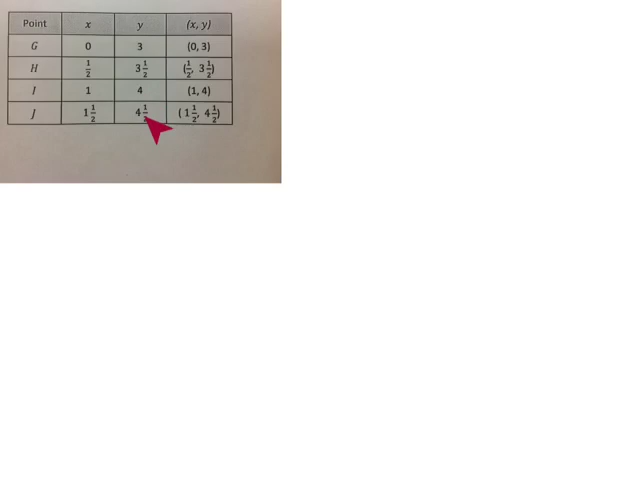 Point x y (x, y)
G 0 3 (0, 3)
H 1/2 3 1/2 (1/2, 3 1/2)
I 1 4 (1, 4)
J 1 1/2 4 1/2 ( 1 1/2, 4 1/2)